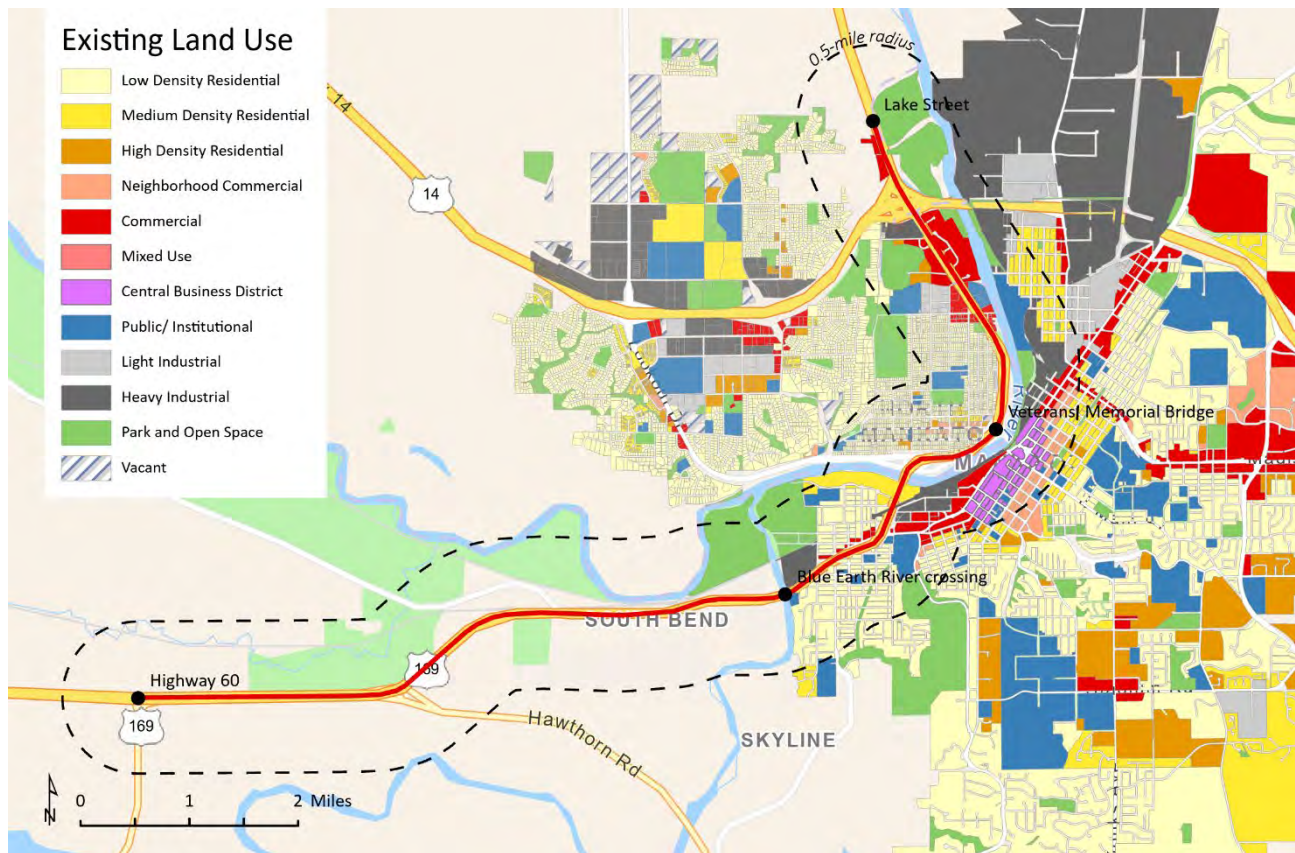 Existing Land Use
Low Density Residential
Medium Density Residential
High Density Residential
Neighborhood Commercial
Commercial
Mixed Use
Central Business District
Public/ Institutional
Light Industrial
Heavy Industrial
Park and Open Space
Vacant
14
14
0.5-mile radius
Lake Street
River
Veterans' Memorial Bridge
MANKATO
Blue Earth River crossing
SOUTH BEND
169
Highway 60
169
Hawthorn Rd
SKYLINE
N
0 1 2 Miles